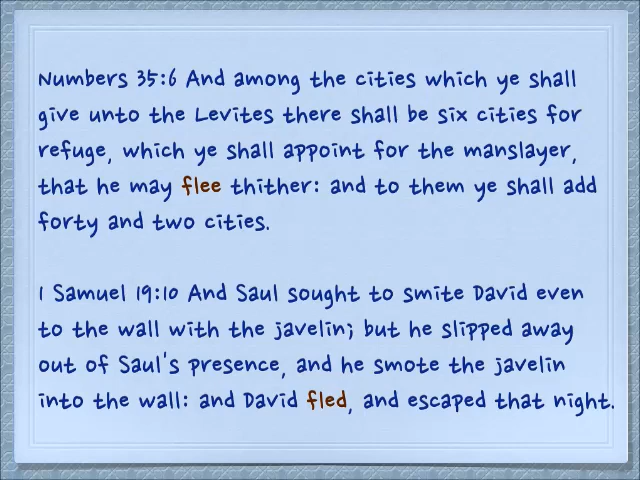 Numbers 35:6 And among the cities which ye shall
give unto the Levites there shall be six cities for
refuge, which ye shall appoint for the manslayer,
that he may flee thither: and to them ye shall add
forty and two cities.
1 Samuel 19:10 And Saul sought to smite David even
to the wall with the javelin; but he slipped away
out of Saul's presence, and he smote the javelin
into the wall: and David fled, and escaped that night.